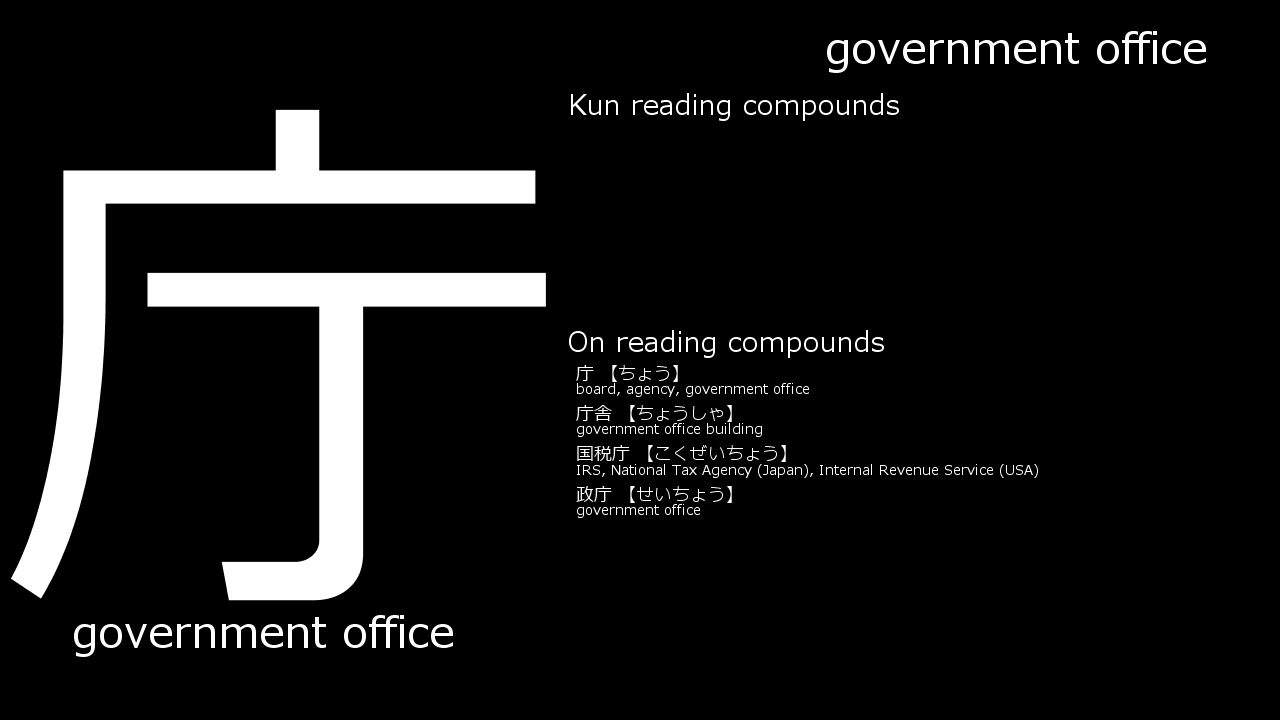 庁
government office
government office
Kun reading compounds
On reading compounds
庁 【ちょう】
board, agency, government office
庁舎 【ちょうしゃ】
government office building
国税庁 【こくぜいちょう】
IRS, National Tax Agency (Japan), Internal Revenue Service (USA)
政庁 【せいちょう】
government office